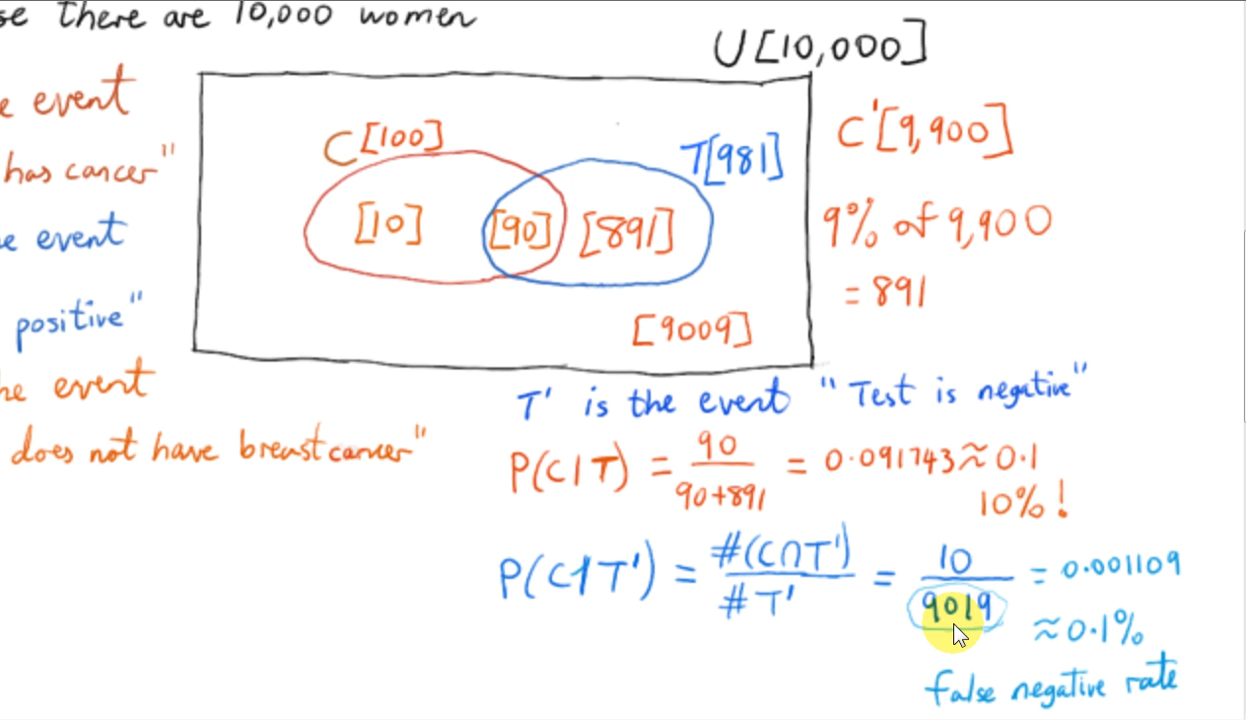 se there are 10,000 women
U[10,000]
e event
has cancer"
e event
positive"
he event
does not have breast cancer"
C[100]
T[981]
[10] [90] [891]
[9009]
C'[9,900]
9% of 9,900
= 891
T' is the event "Test is negative"
P(C|T) = 90/(90+891) = 0.091743 ≈ 0.1
10% !
P(C|T') = #(C∩T')/#T' = 10/9019 = 0.001109
≈ 0.1%
false negative rate